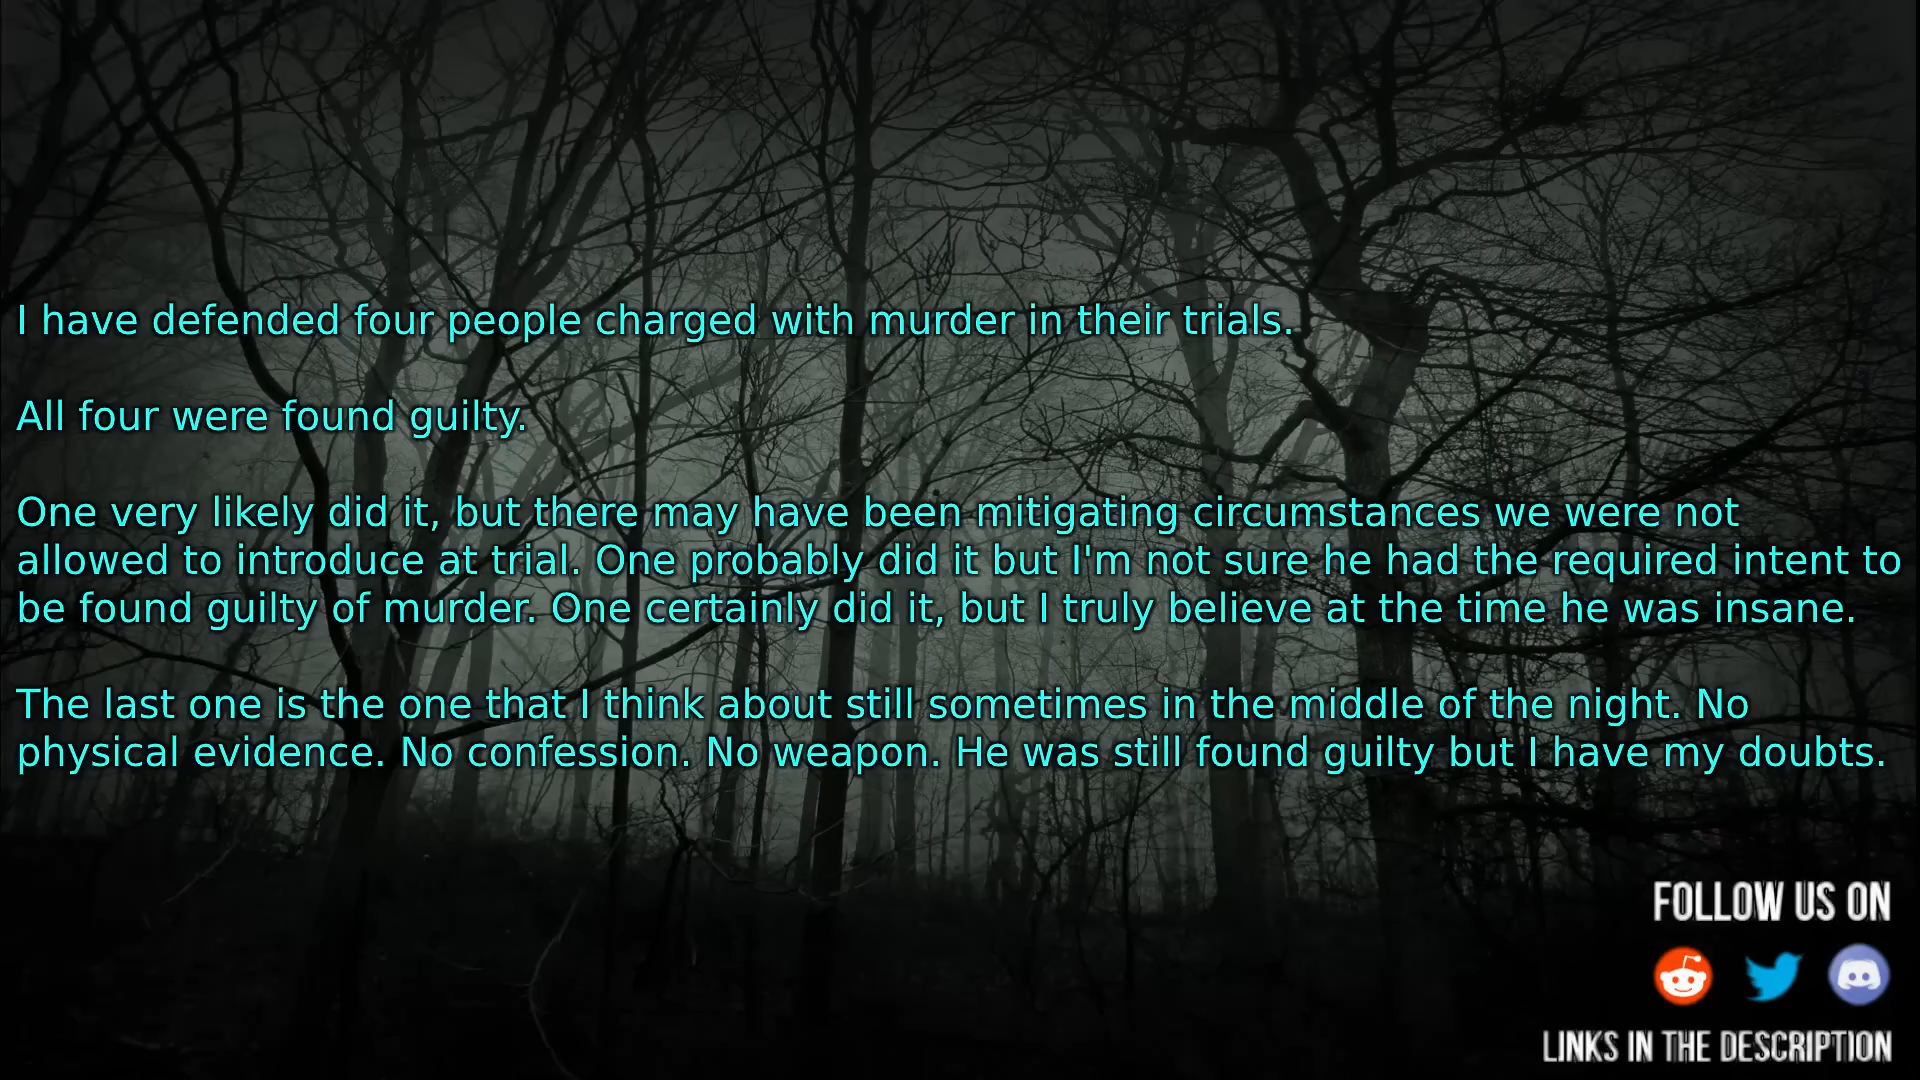 I have defended four people charged with murder in their trials.
All four were found guilty.
One very likely did it, but there may have been mitigating circumstances we were not
allowed to introduce at trial. One probably did it but I'm not sure he had the required intent to
be found guilty of murder. One certainly did it, but I truly believe at the time he was insane.
The last one is the one that I think about still sometimes in the middle of the night. No
physical evidence. No confession. No weapon. He was still found guilty but I have my doubts.
FOLLOW US ON
LINKS IN THE DESCRIPTION